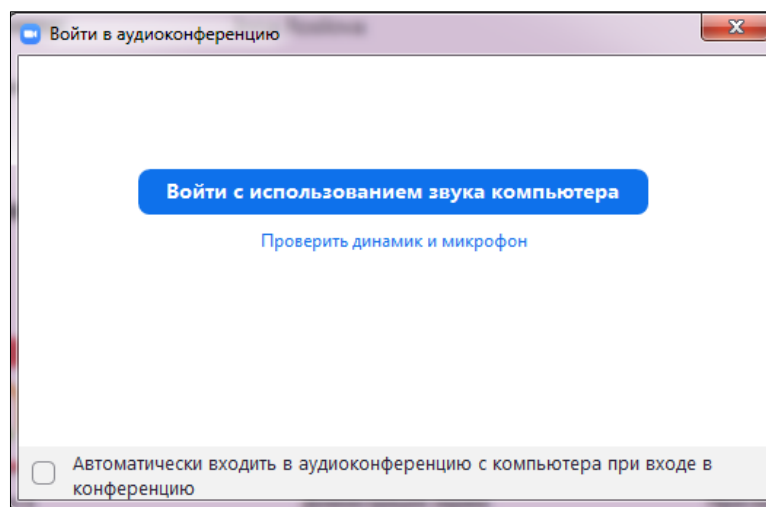 Войти в аудиоконференцию
Войти с использованием звука компьютера
Проверить динамик и микрофон
Автоматически входить в аудиоконференцию с компьютера при входе в
конференцию